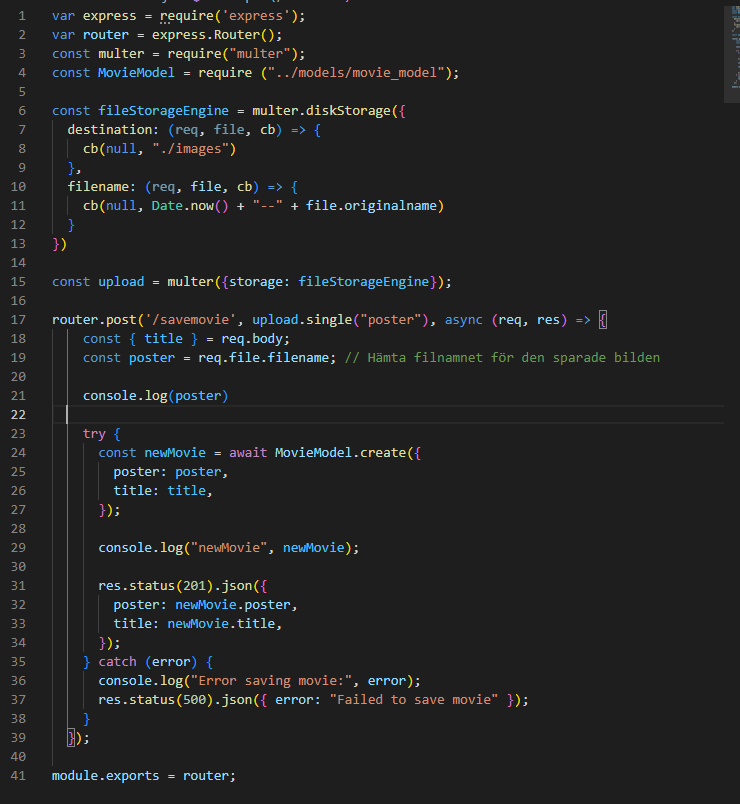 1 var express = require('express');
2 var router = express.Router();
3 const multer = require("multer");
4 const MovieModel = require ("../models/movie_model");
5
6 const fileStorageEngine = multer.diskStorage({
7 destination: (req, file, cb) => {
8 cb(null, "./images")
9 },
10 filename: (req, file, cb) => {
11 cb(null, Date.now() + "--" + file.originalname)
12 }
13 })
14
15 const upload = multer({storage: fileStorageEngine});
16
17 router.post('/savemovie', upload.single("poster"), async (req, res) => {
18 const { title } = req.body;
19 const poster = req.file.filename; // Hämta filnamnet för den sparade bilden
20
21 console.log(poster)
22
23 try {
24 const newMovie = await MovieModel.create({
25 poster: poster,
26 title: title,
27 });
28
29 console.log("newMovie", newMovie);
30
31 res.status(201).json({
32 poster: newMovie.poster,
33 title: newMovie.title,
34 });
35 } catch (error) {
36 console.log("Error saving movie:", error);
37 res.status(500).json({ error: "Failed to save movie" });
38 }
39 });
40
41 module.exports = router;